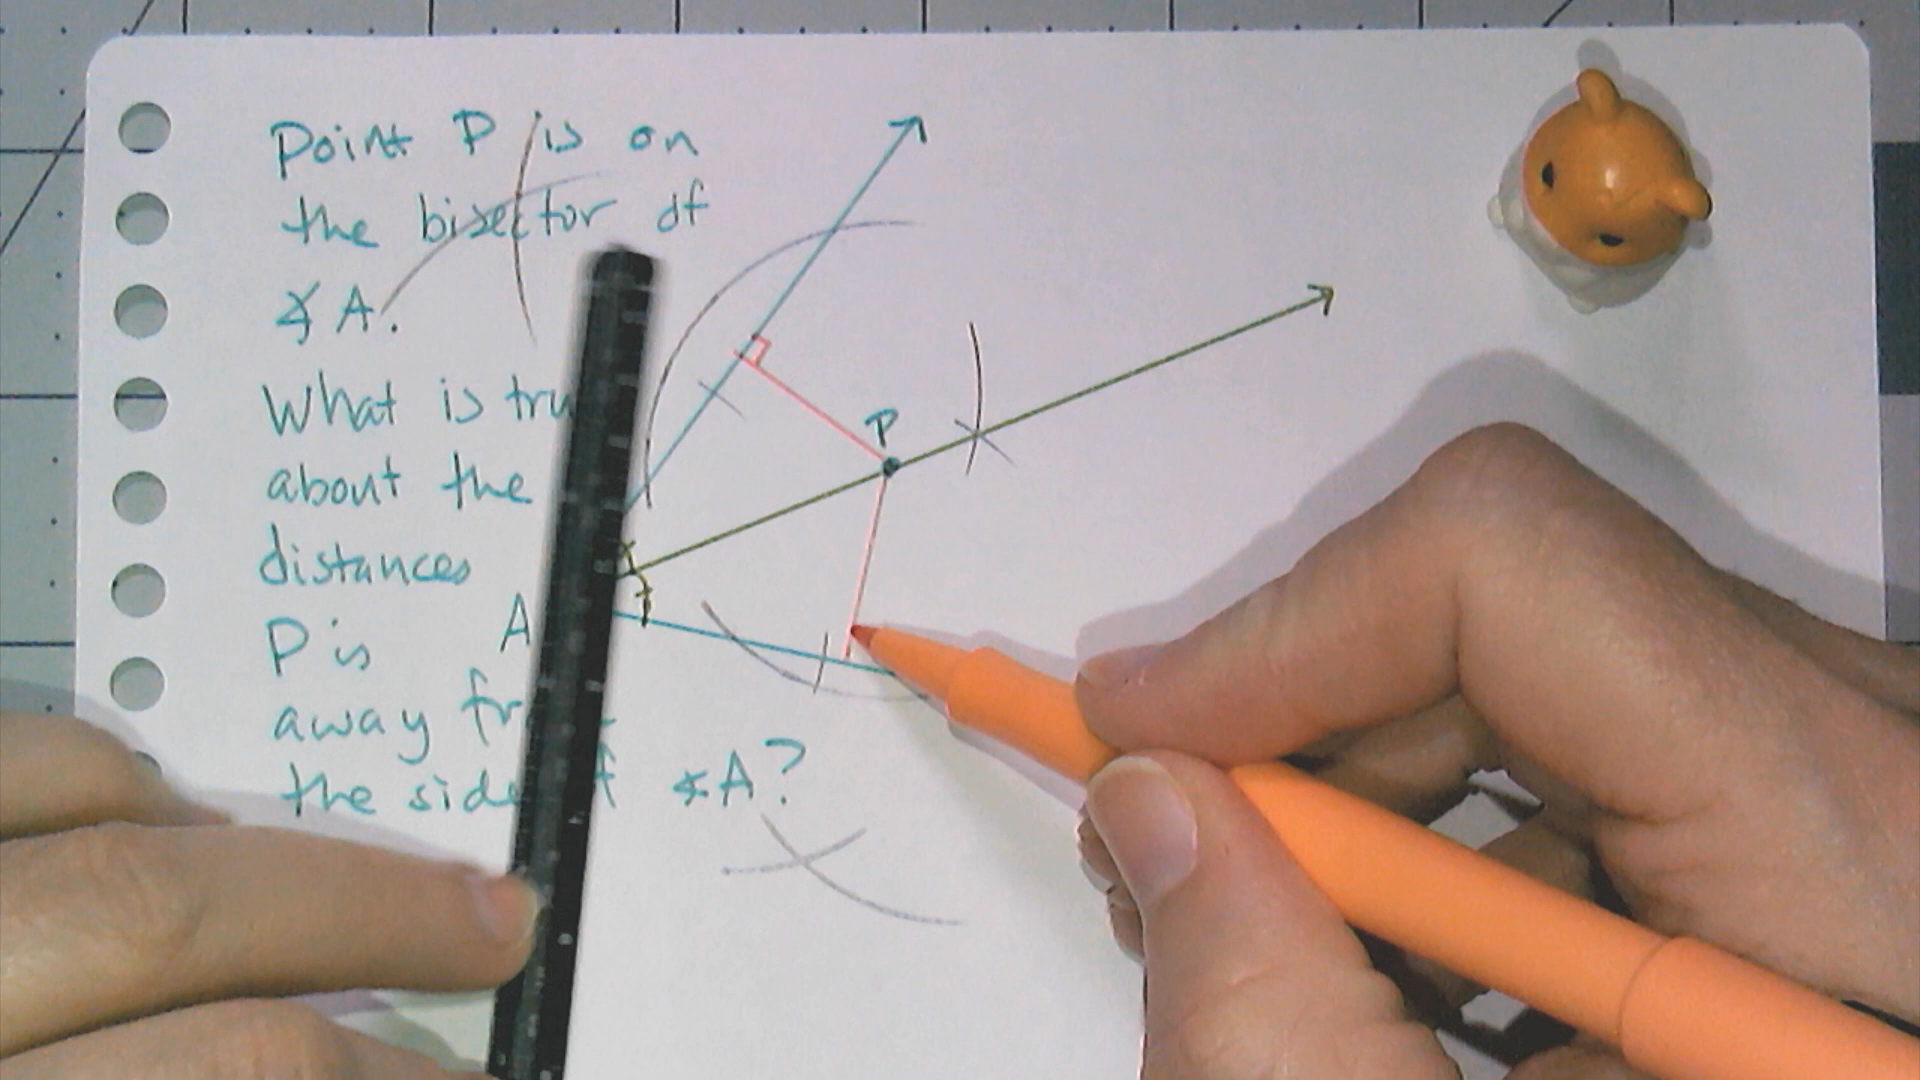 Point P is on
the bisector of
∡A.
What is tru
about the
distances
P is
away fr
the side f ∡A?
A
P